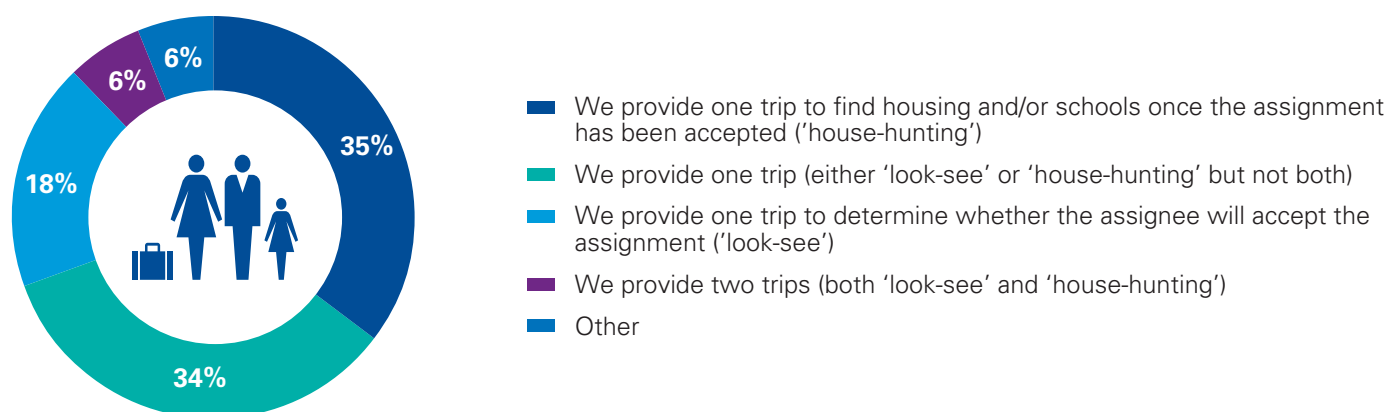 6%
6%
35%
18%
34%
We provide one trip to find housing and/or schools once the assignment
has been accepted (‘house-hunting’)
We provide one trip (either ‘look-see’ or ‘house-hunting’ but not both)
We provide one trip to determine whether the assignee will accept the
assignment (‘look-see’)
We provide two trips (both ‘look-see’ and ‘house-hunting’)
Other